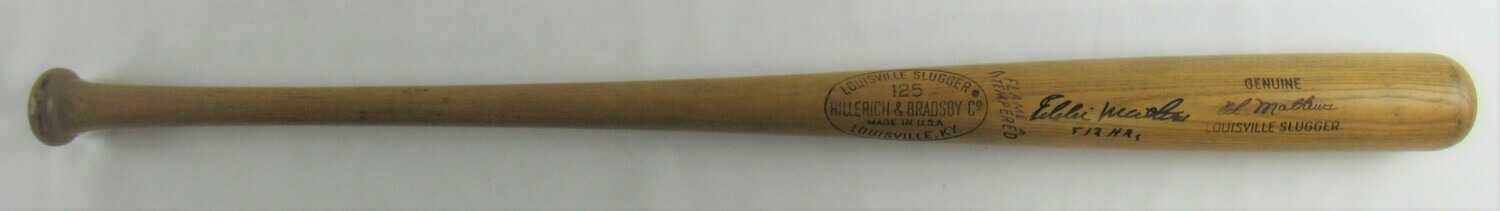 LOUISVILLE SLUGGER®
125
HILLERICH & BRADSBY Cº
MADE IN U.S.A
LOUISVILLE, KY.
FLAME
TEMPERED
Eddie Mathews
512 HRs
GENUINE
Ed Mathews
LOUISVILLE SLUGGER